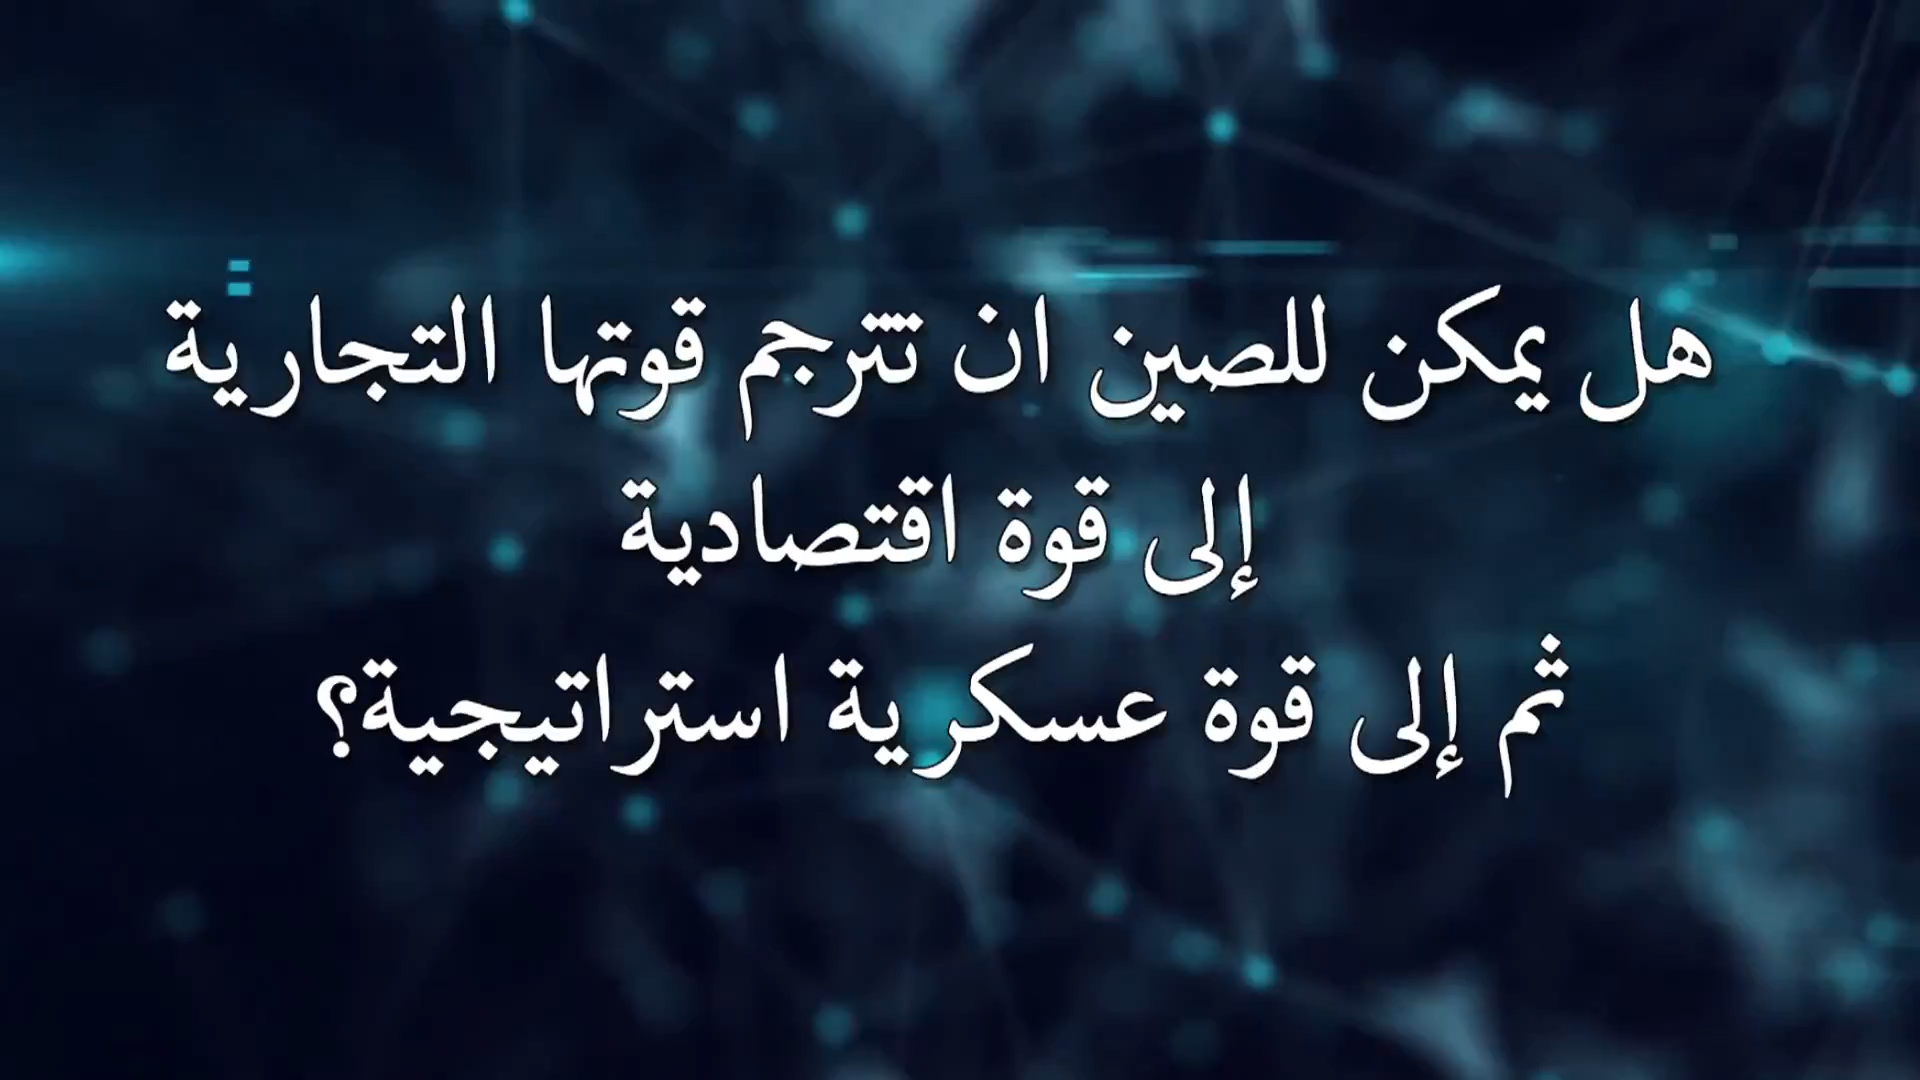 هل يمكن للصين ان تترجم قوتها التجارية
إلى قوة اقتصادية
ثم إلى قوة عسكرية استراتيجية؟